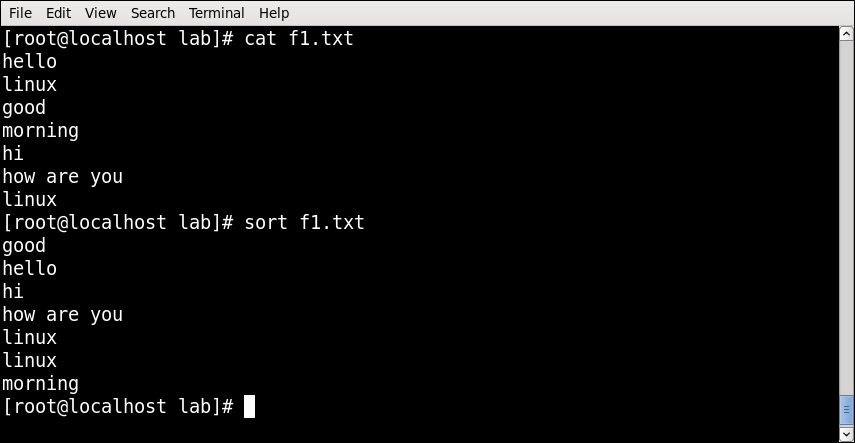 File Edit View Search Terminal Help
[root@localhost lab]# cat f1.txt
hello
linux
good
morning
hi
how are you
linux
[root@localhost lab]# sort f1.txt
good
hello
hi
how are you
linux
linux
morning
[root@localhost lab]#